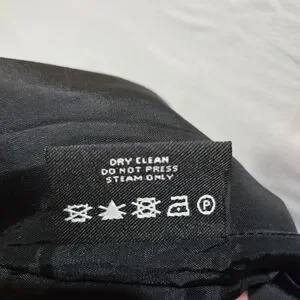 DRY CLEAN
DO NOT PRESS
STEAM ONLY
P